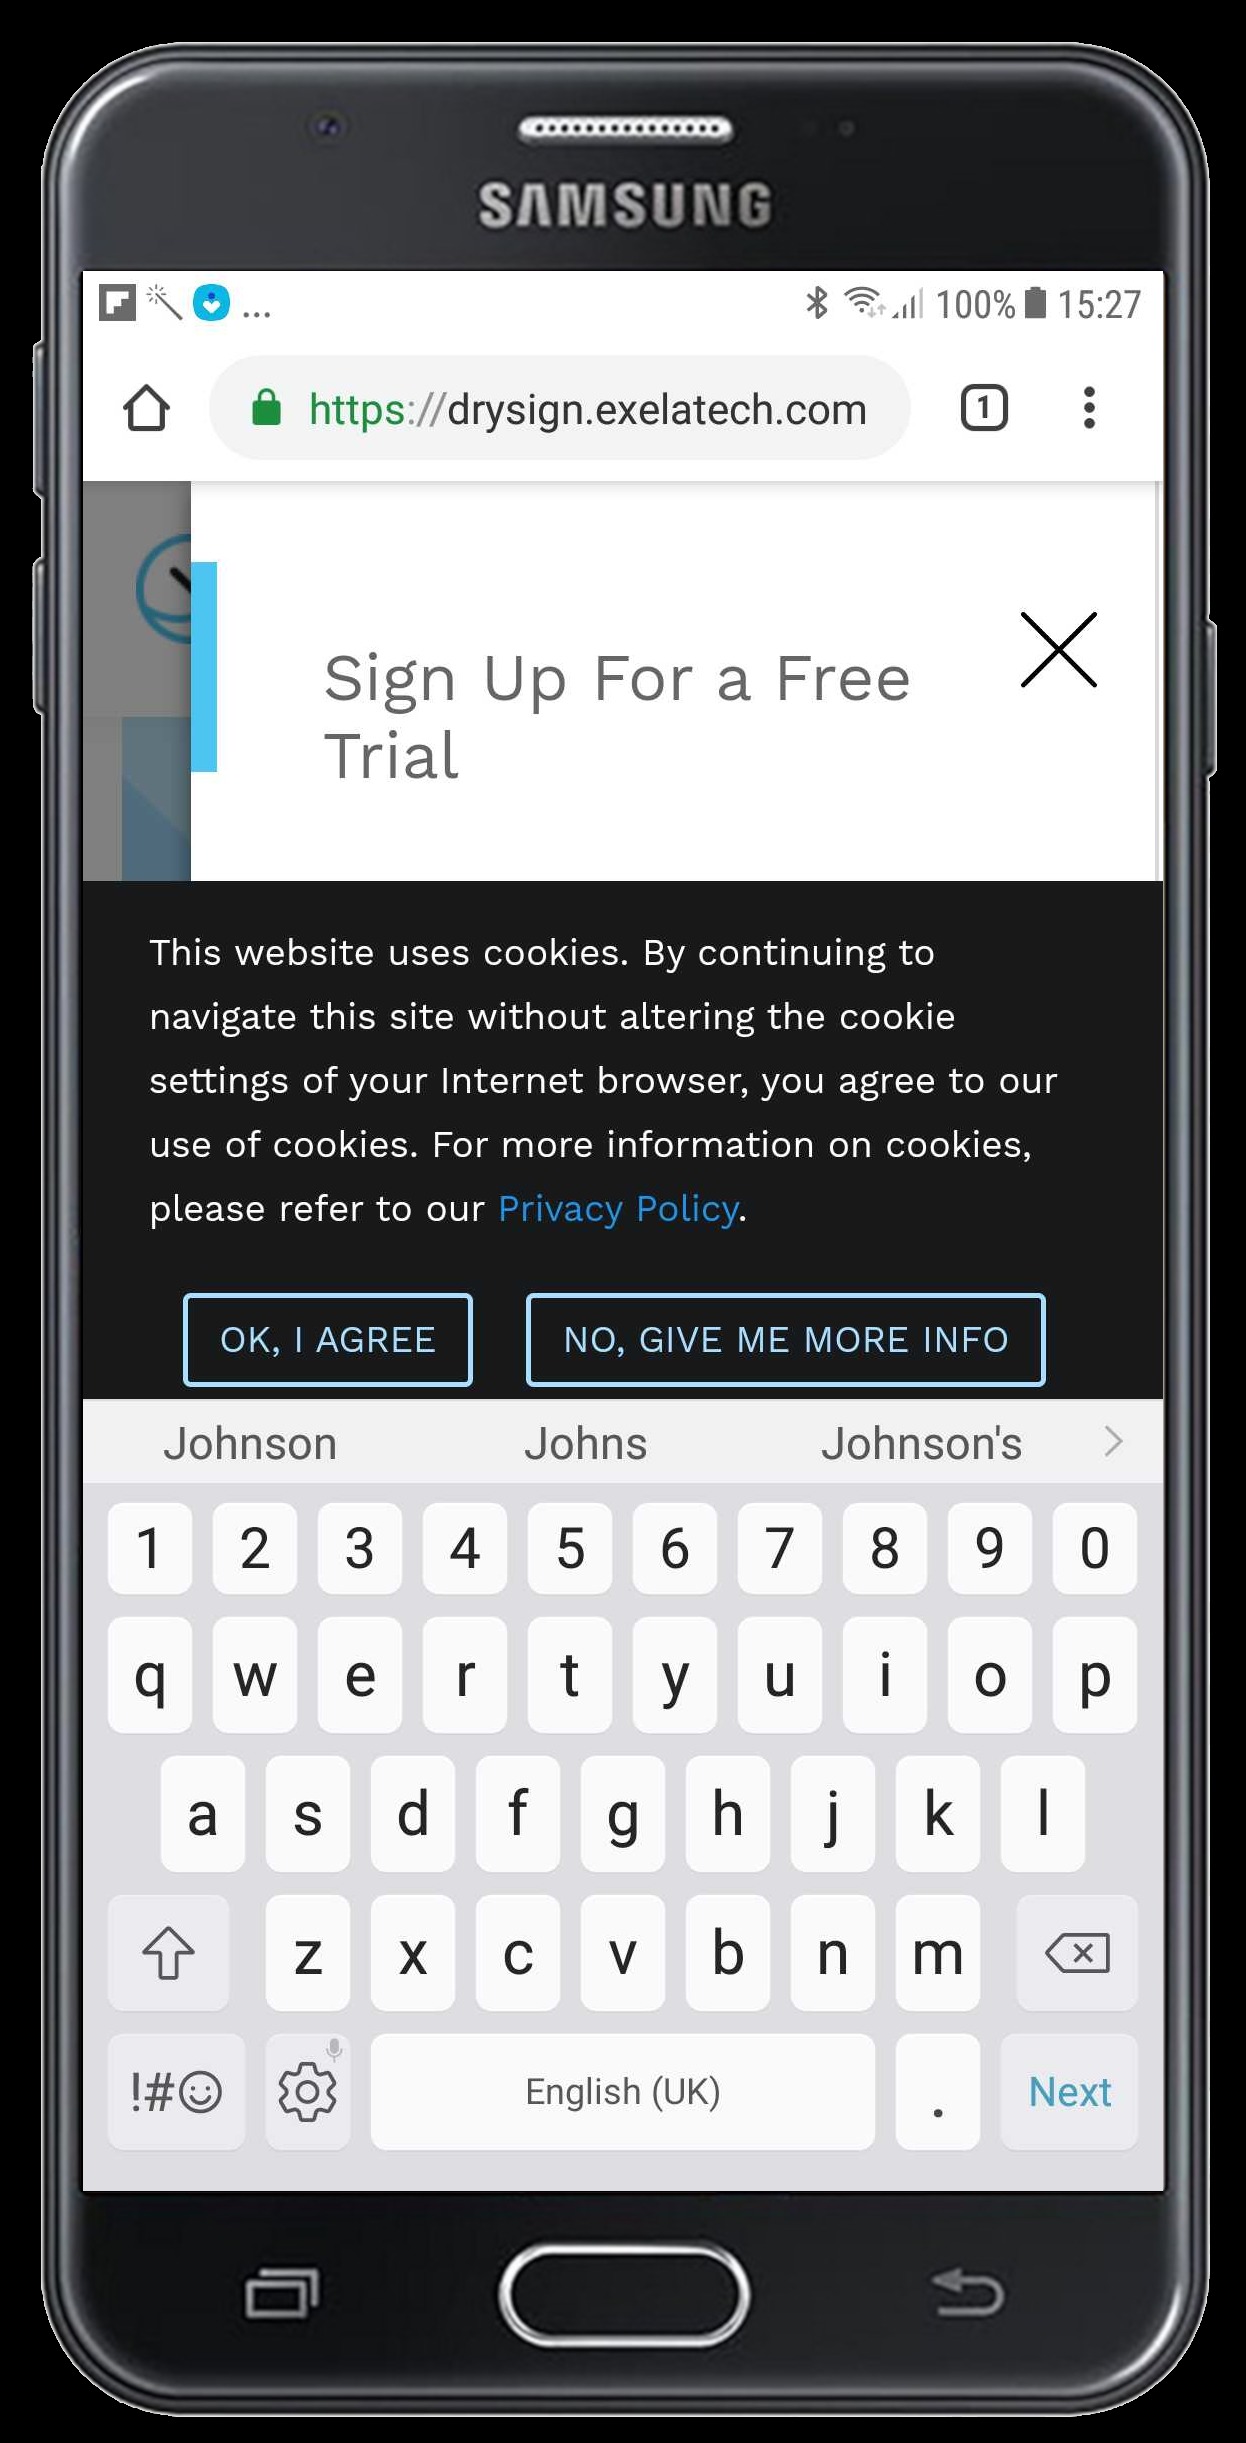 SAMSUNG
... 100% 15:27
https://drysign.exelatech.com 1
Sign Up For a Free
Trial
This website uses cookies. By continuing to
navigate this site without altering the cookie
settings of your Internet browser, you agree to our
use of cookies. For more information on cookies,
please refer to our Privacy Policy.
OK, I AGREE NO, GIVE ME MORE INFO
Johnson Johns Johnson's
1 2 3 4 5 6 7 8 9 0
q w e r t y u i o p
a s d f g h j k l
z x c v b n m
!#☺ English (UK) . Next